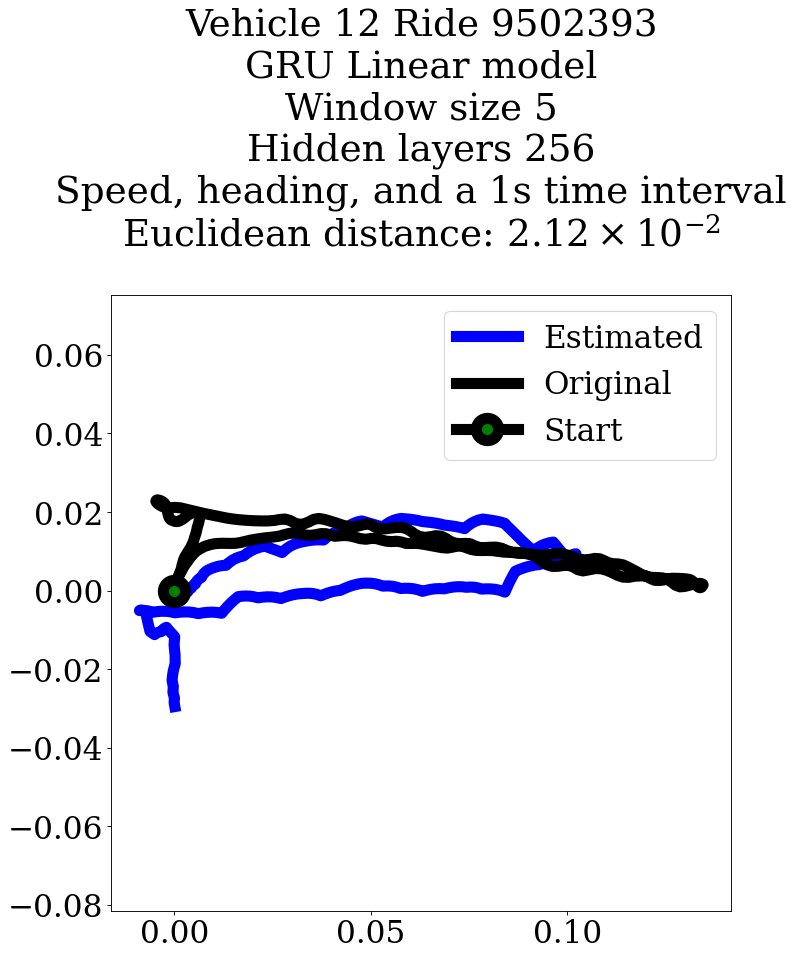 Vehicle 12 Ride 9502393
GRU Linear model
Window size 5
Hidden layers 256
Speed, heading, and a 1s time interval
Euclidean distance: 2.12 × 10⁻²
Estimated
Original
Start
0.06
0.04
0.02
0.00
−0.02
−0.04
−0.06
−0.08
0.00 0.05 0.10